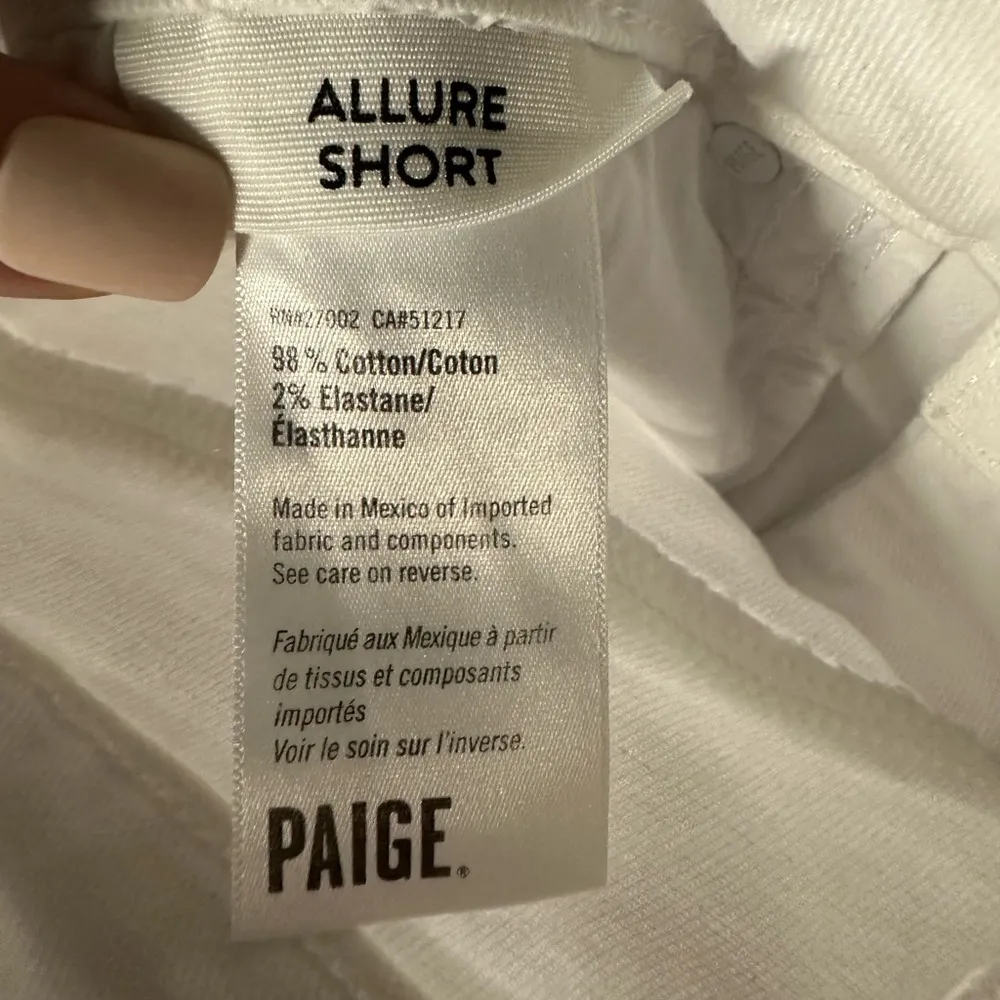 ALLURE
SHORT
RN#27002 CA#51217
98 % Cotton/Coton
2% Elastane/
Élasthanne
Made in Mexico of Imported
fabric and components.
See care on reverse.
Fabriqué aux Mexique à partir
de tissus et composants
importés
Voir le soin sur l'inverse.
PAIGE®